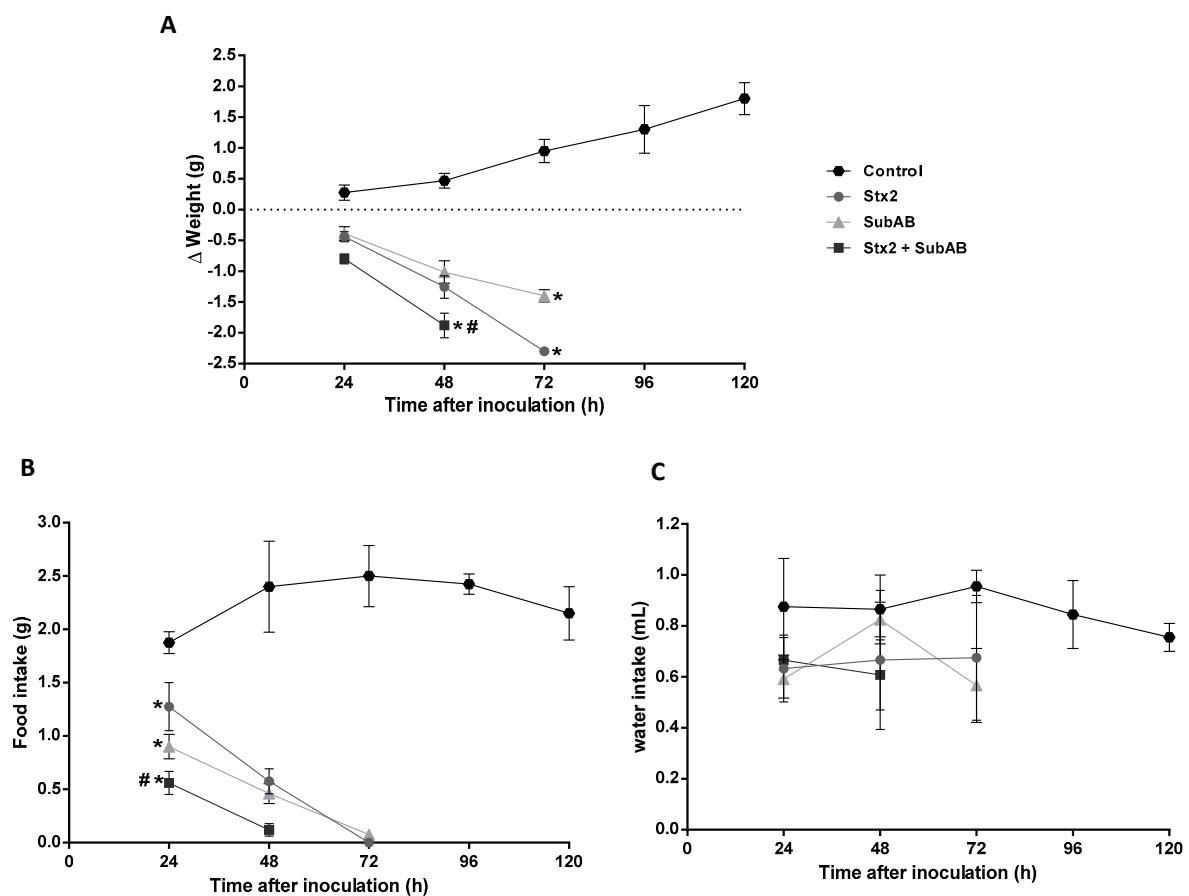 A
2.5
2.0
1.5
1.0
0.5
0.0
-0.5
-1.0
-1.5
-2.0
-2.5
Δ Weight (g)
*
* #
*
0 24 48 72 96 120
Time after inoculation (h)
Control
Stx2
SubAB
Stx2 + SubAB
B
3.0
2.5
2.0
1.5
1.0
0.5
0.0
Food intake (g)
*
*
# *
0 24 48 72 96 120
Time after inoculation (h)
C
1.2
1.0
0.8
0.6
0.4
0.2
0.0
water intake (mL)
0 24 48 72 96 120
Time after inoculation (h)